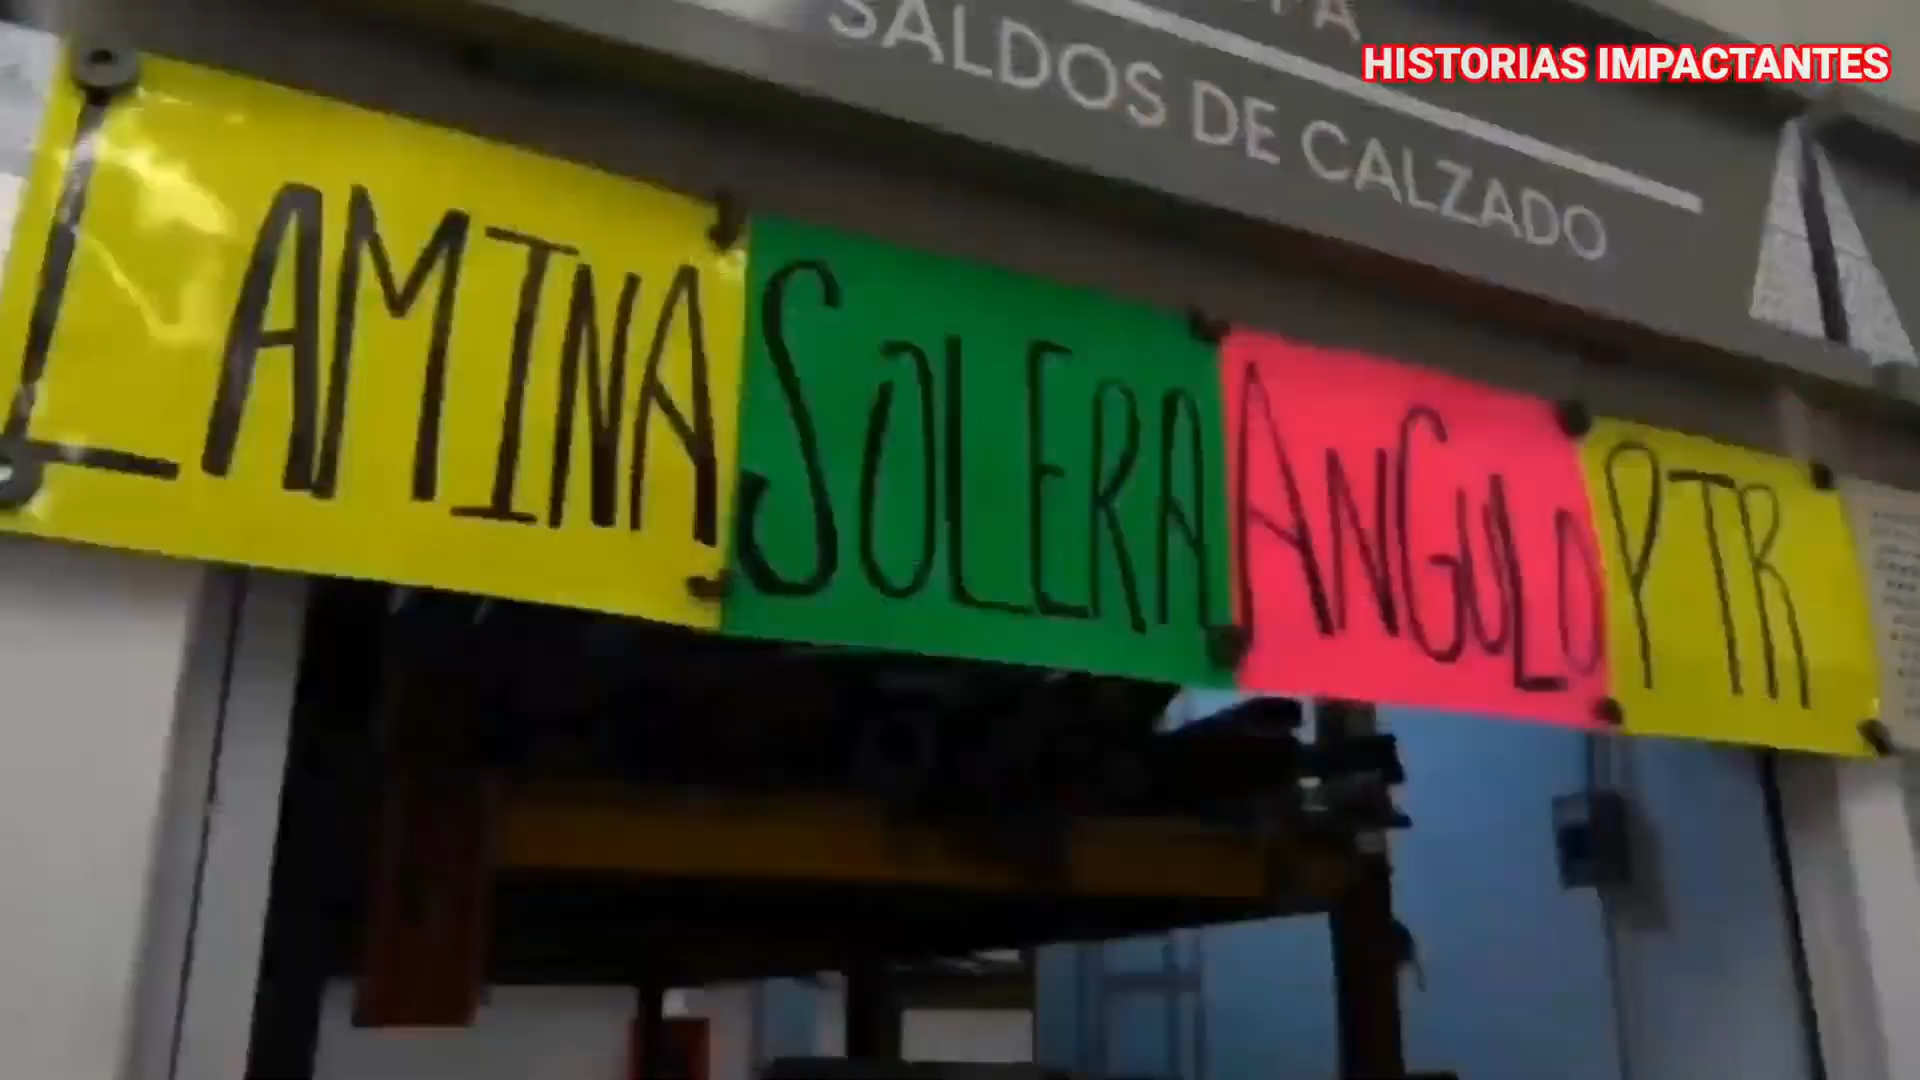 HISTORIAS IMPACTANTES
SALDOS DE CALZADO
LAMINA SOLERA ANGULO PTR